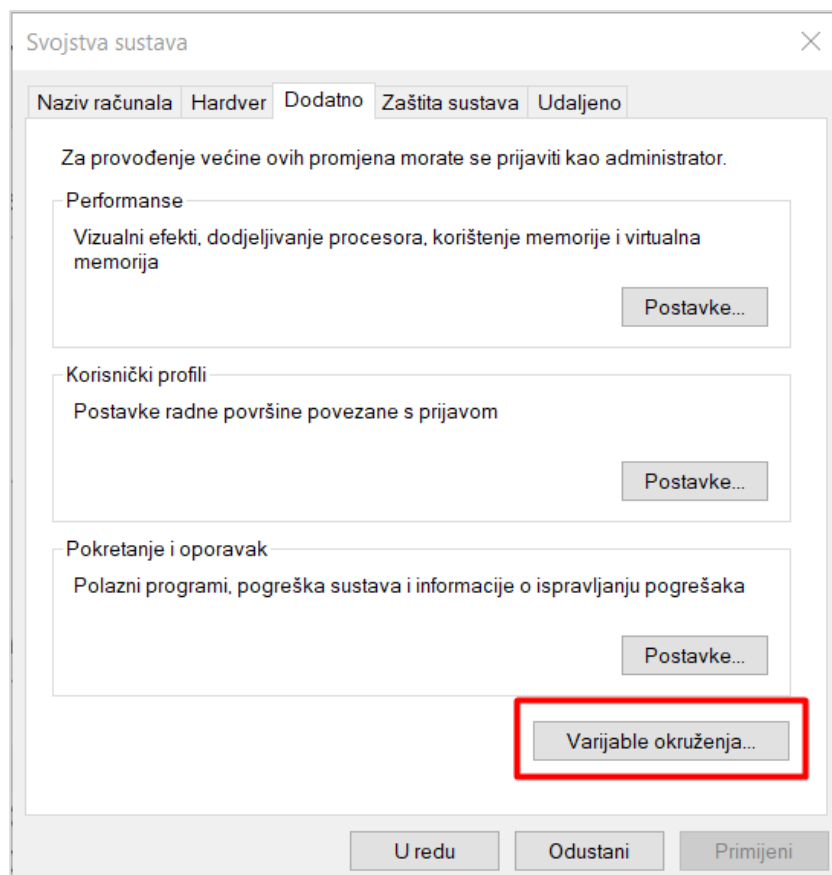 Svojstva sustava
Naziv računala Hardver Dodatno Zaštita sustava Udaljeno
Za provođenje većine ovih promjena morate se prijaviti kao administrator.
Performanse
Vizualni efekti, dodjeljivanje procesora, korištenje memorije i virtualna
memorija
Postavke...
Korisnički profili
Postavke radne površine povezane s prijavom
Postavke...
Pokretanje i oporavak
Polazni programi, pogreška sustava i informacije o ispravljanju pogrešaka
Postavke...
Varijable okruženja...
U redu Odustani Primijeni